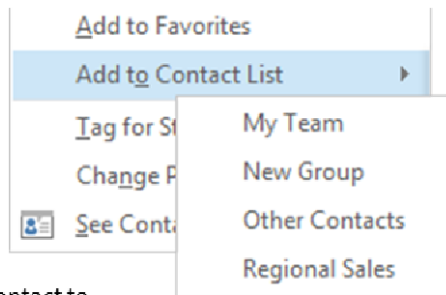 Add to Favorites
Add to Contact List
Tag for St
My Team
Change P
New Group
See Conta
Other Contacts
Regional Sales
ontact to